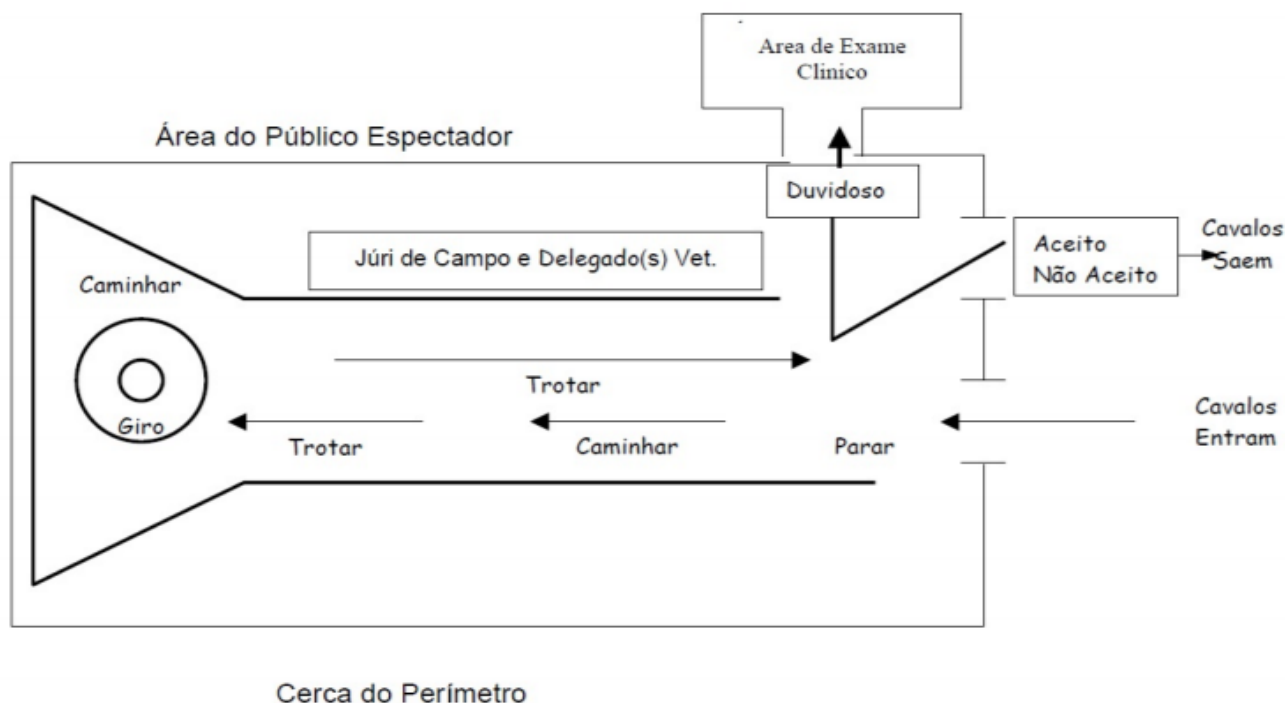 Area de Exame
Clinico
Área do Público Espectador
Duvidoso
Júri de Campo e Delegado(s) Vet.
Aceito
Não Aceito
Cavalos
Saem
Caminhar
Trotar
Giro
Trotar
Caminhar
Parar
Cavalos
Entram
Cerca do Perímetro